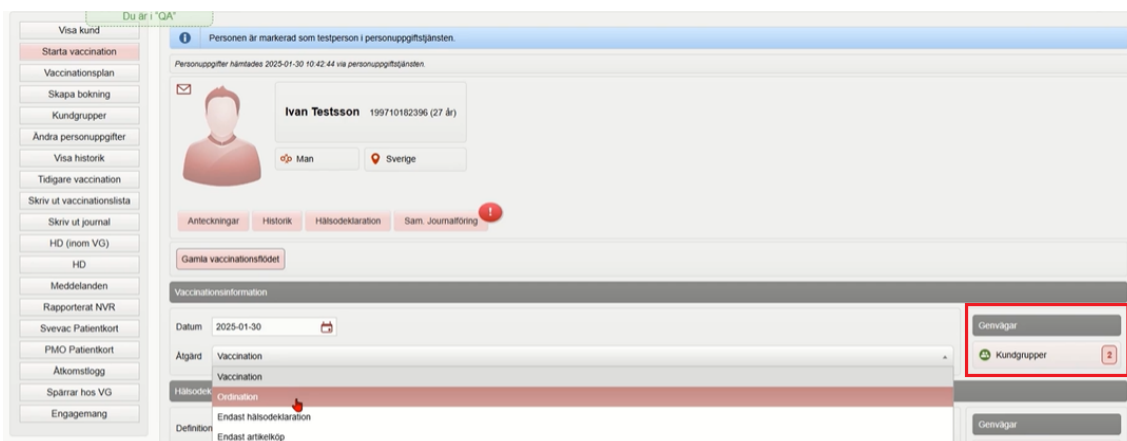 Du är i "QA"
Visa kund
Starta vaccination
Vaccinationsplan
Skapa bokning
Kundgrupper
Ändra personuppgifter
Visa historik
Tidigare vaccination
Skriv ut vaccinationslista
Skriv ut journal
HD (inom VG)
HD
Meddelanden
Rapporterat NVR
Svevac Patientkort
PMO Patientkort
Åtkomstlogg
Spärrar hos VG
Engagemang
Personen är markerad som testperson i personuppgiftstjänsten.
Personuppgifter hämtades 2025-01-30 10:42:44 via personuppgiftstjänsten.
Ivan Testsson 199710182396 (27 år)
Man
Sverige
Anteckningar
Historik
Hälsodeklaration
Sam. Journalföring
!
Gamla vaccinationsflödet
Vaccinationsinformation
Datum 2025-01-30
Åtgärd Vaccination
Vaccination
Hälsodek
Ordination
Endast hälsodeklaration
Definition
Endast artikelköp
Genvägar
Kundgrupper 2
Genvägar